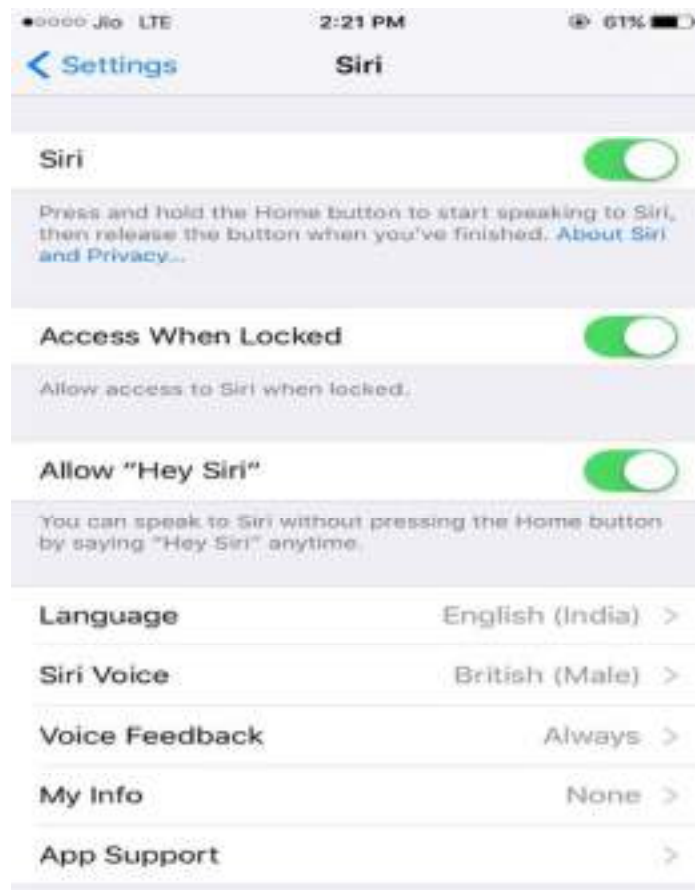 Jio LTE 2:21 PM 61%
Settings Siri
Siri
Press and hold the Home button to start speaking to Siri,
then release the button when you've finished. About Siri
and Privacy...
Access When Locked
Allow access to Siri when locked.
Allow “Hey Siri”
You can speak to Siri without pressing the Home button
by saying “Hey Siri” anytime.
Language English (India)
Siri Voice British (Male)
Voice Feedback Always
My Info None
App Support